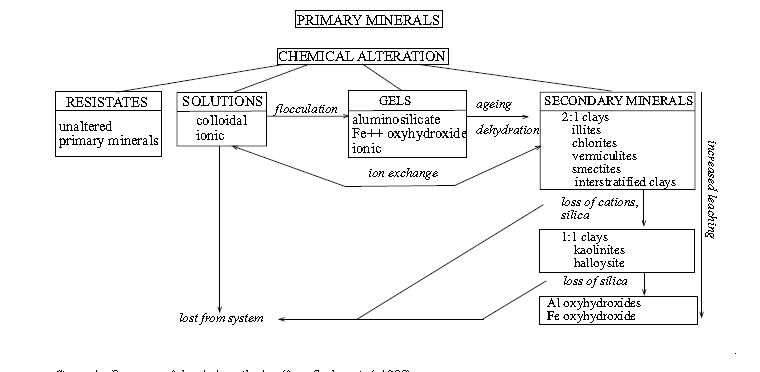 PRIMARY MINERALS
CHEMICAL ALTERATION
RESISTATES
unaltered
primary minerals
SOLUTIONS
colloidal
ionic
flocculation
GELS
aluminosilicate
Fe++ oxyhydroxide
ionic
ageing
dehydration
SECONDARY MINERALS
2:1 clays
illites
chlorites
vermiculites
smectites
interstratified clays
ion exchange
increased leaching
loss of cations,
silica
1:1 clays
kaolinites
halloysite
loss of silica
Al oxyhydroxides
Fe oxyhydroxide
lost from system